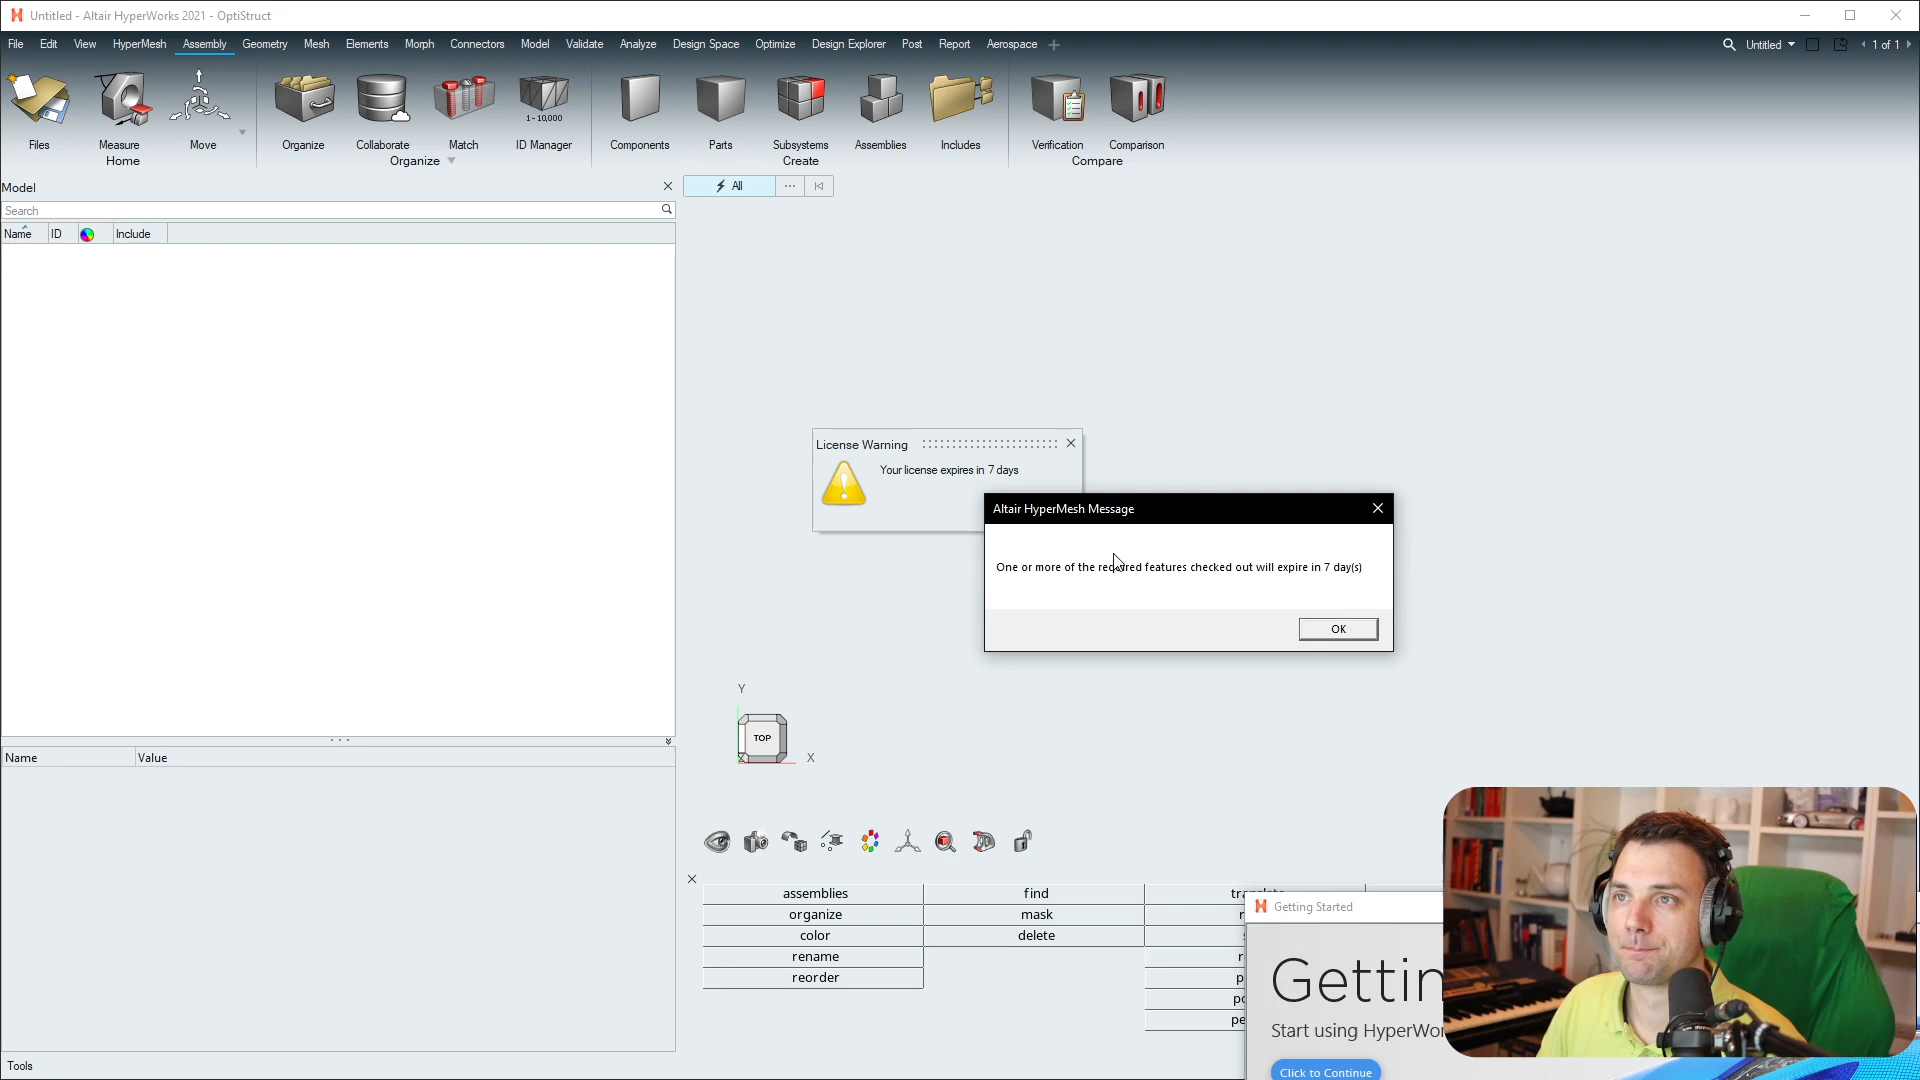 Untitled - Altair HyperWorks 2021 - OptiStruct
File Edit View HyperMesh Assembly Geometry Mesh Elements Morph Connectors Model Validate Analyze Design Space Optimize Design Explorer Post Report Aerospace
Untitled 1 of 1
1-10,000
Files Measure Move Organize Collaborate Match ID Manager Components Parts Subsystems Assemblies Includes Verification Comparison
Home Organize Create Compare
Model
All
Search
Name ID Include
License Warning
Your license expires in 7 days
Altair HyperMesh Message
One or more of the required features checked out will expire in 7 day(s)
OK
Y
TOP
X
Name Value
assemblies find
organize mask
color delete
rename
reorder
Getting Started
Gettin
Start using HyperWor
Click to Continue
Tools